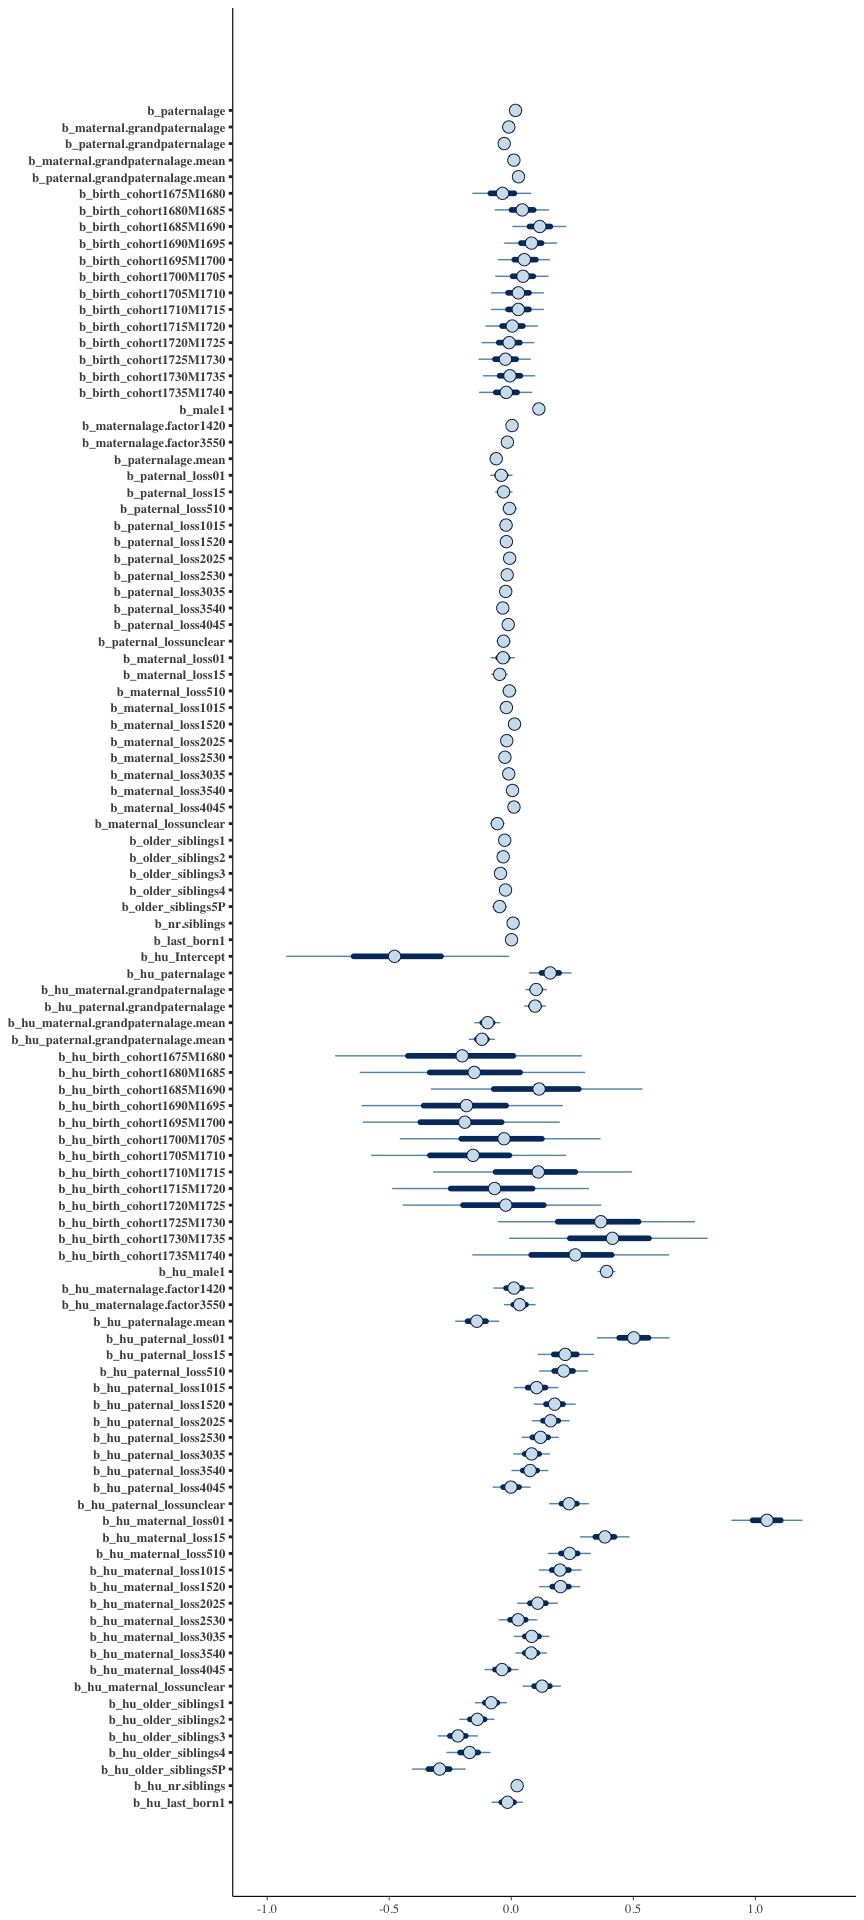 b_paternalage
b_maternal.grandpaternalage
b_paternal.grandpaternalage
b_maternal.grandpaternalage.mean
b_paternal.grandpaternalage.mean
b_birth_cohort1675M1680
b_birth_cohort1680M1685
b_birth_cohort1685M1690
b_birth_cohort1690M1695
b_birth_cohort1695M1700
b_birth_cohort1700M1705
b_birth_cohort1705M1710
b_birth_cohort1710M1715
b_birth_cohort1715M1720
b_birth_cohort1720M1725
b_birth_cohort1725M1730
b_birth_cohort1730M1735
b_birth_cohort1735M1740
b_male1
b_maternalage.factor1420
b_maternalage.factor3550
b_paternalage.mean
b_paternal_loss01
b_paternal_loss15
b_paternal_loss510
b_paternal_loss1015
b_paternal_loss1520
b_paternal_loss2025
b_paternal_loss2530
b_paternal_loss3035
b_paternal_loss3540
b_paternal_loss4045
b_paternal_lossunclear
b_maternal_loss01
b_maternal_loss15
b_maternal_loss510
b_maternal_loss1015
b_maternal_loss1520
b_maternal_loss2025
b_maternal_loss2530
b_maternal_loss3035
b_maternal_loss3540
b_maternal_loss4045
b_maternal_lossunclear
b_older_siblings1
b_older_siblings2
b_older_siblings3
b_older_siblings4
b_older_siblings5P
b_nr.siblings
b_last_born1
b_hu_Intercept
b_hu_paternalage
b_hu_maternal.grandpaternalage
b_hu_paternal.grandpaternalage
b_hu_maternal.grandpaternalage.mean
b_hu_paternal.grandpaternalage.mean
b_hu_birth_cohort1675M1680
b_hu_birth_cohort1680M1685
b_hu_birth_cohort1685M1690
b_hu_birth_cohort1690M1695
b_hu_birth_cohort1695M1700
b_hu_birth_cohort1700M1705
b_hu_birth_cohort1705M1710
b_hu_birth_cohort1710M1715
b_hu_birth_cohort1715M1720
b_hu_birth_cohort1720M1725
b_hu_birth_cohort1725M1730
b_hu_birth_cohort1730M1735
b_hu_birth_cohort1735M1740
b_hu_male1
b_hu_maternalage.factor1420
b_hu_maternalage.factor3550
b_hu_paternalage.mean
b_hu_paternal_loss01
b_hu_paternal_loss15
b_hu_paternal_loss510
b_hu_paternal_loss1015
b_hu_paternal_loss1520
b_hu_paternal_loss2025
b_hu_paternal_loss2530
b_hu_paternal_loss3035
b_hu_paternal_loss3540
b_hu_paternal_loss4045
b_hu_paternal_lossunclear
b_hu_maternal_loss01
b_hu_maternal_loss15
b_hu_maternal_loss510
b_hu_maternal_loss1015
b_hu_maternal_loss1520
b_hu_maternal_loss2025
b_hu_maternal_loss2530
b_hu_maternal_loss3035
b_hu_maternal_loss3540
b_hu_maternal_loss4045
b_hu_maternal_lossunclear
b_hu_older_siblings1
b_hu_older_siblings2
b_hu_older_siblings3
b_hu_older_siblings4
b_hu_older_siblings5P
b_hu_nr.siblings
b_hu_last_born1
-1.0 -0.5 0.0 0.5 1.0